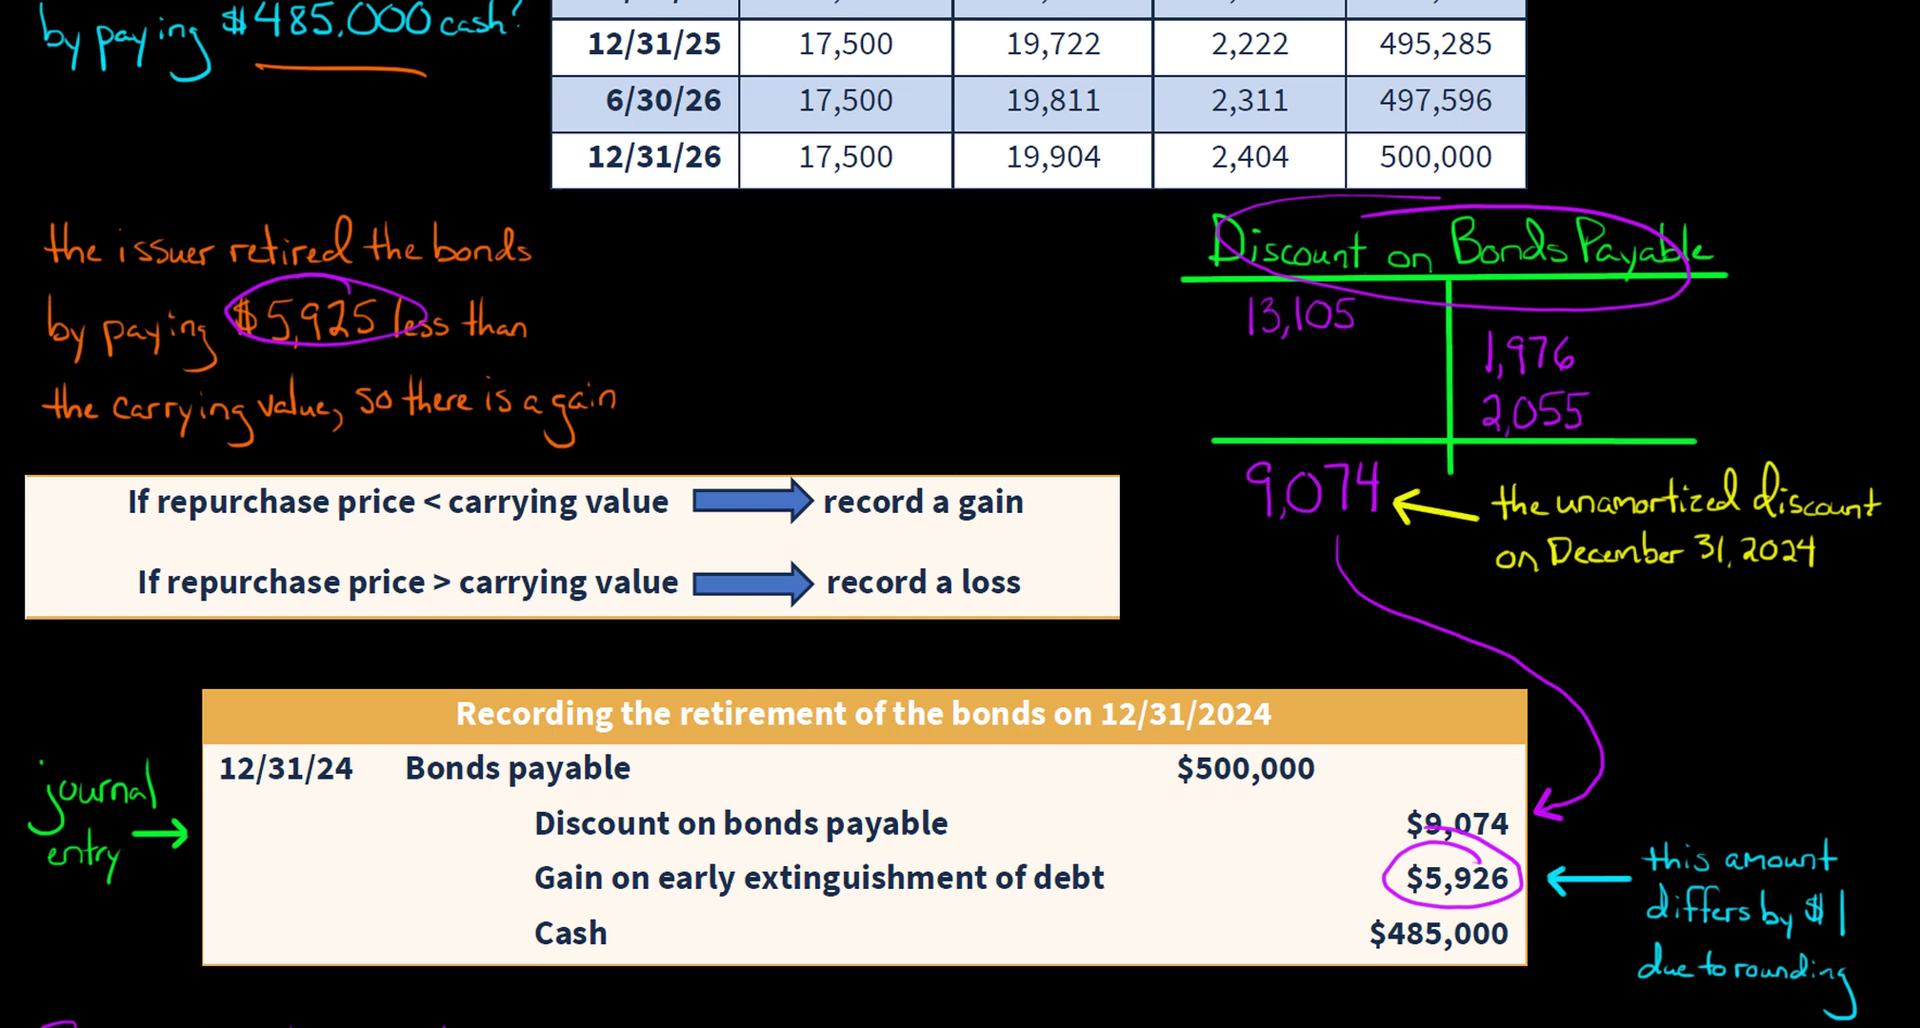 by paying $485,000 cash?
12/31/25 17,500 19,722 2,222 495,285
6/30/26 17,500 19,811 2,311 497,596
12/31/26 17,500 19,904 2,404 500,000
the issuer retired the bonds
by paying $5,925 less than
the carrying value, so there is a gain
Discount on Bonds Payable
13,105
1,976
2,055
9,074
the unamortized discount
on December 31, 2024
If repurchase price < carrying value record a gain
If repurchase price > carrying value record a loss
Recording the retirement of the bonds on 12/31/2024
12/31/24 Bonds payable $500,000
Discount on bonds payable $9,074
Gain on early extinguishment of debt $5,926
Cash $485,000
journal
entry
this amount
differs by $1
due to rounding